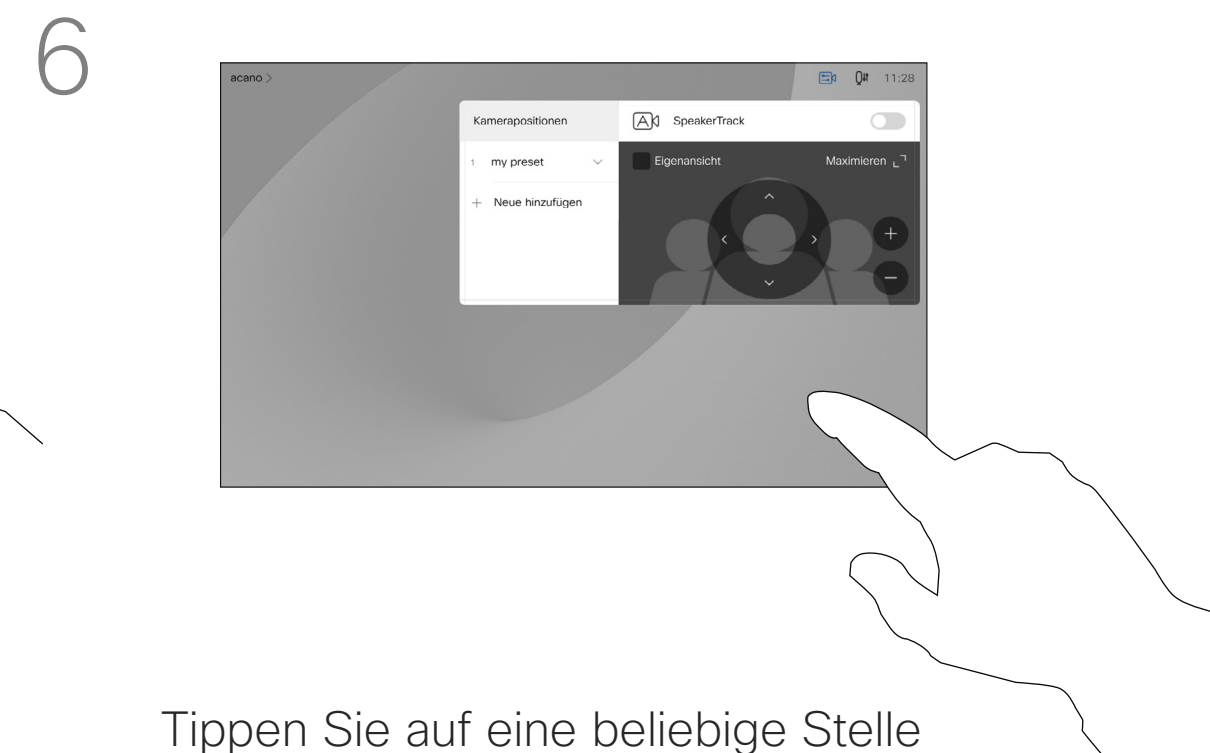 6
acano >
11:28
Kamerapositionen
SpeakerTrack
1 my preset
Eigenansicht
Maximieren
+ Neue hinzufügen
Tippen Sie auf eine beliebige Stelle